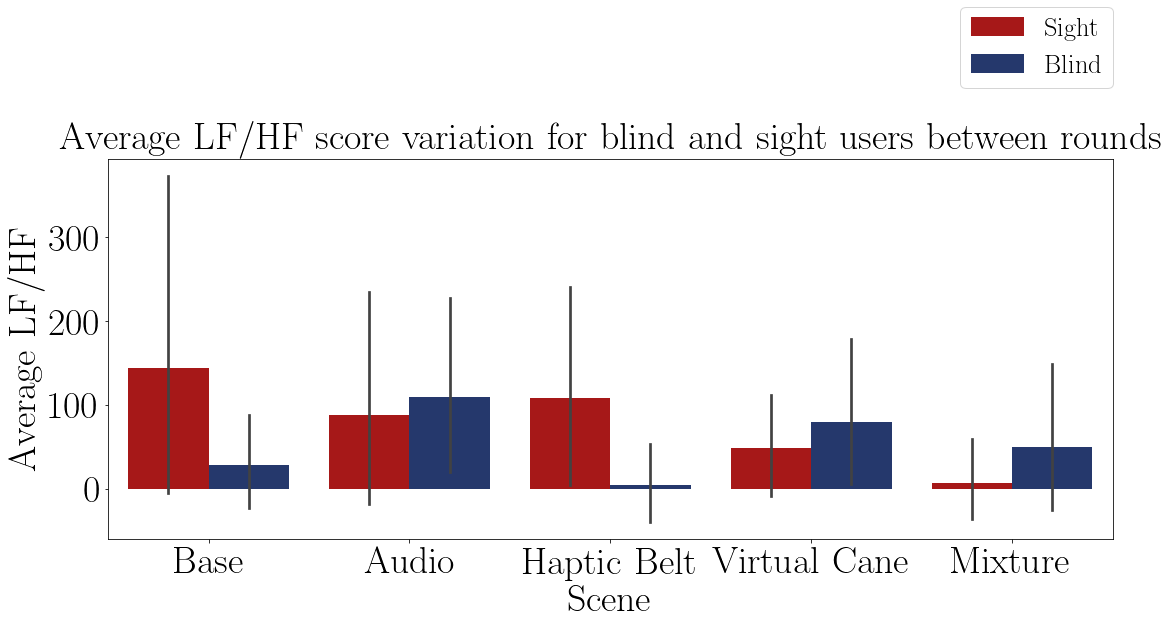 Sight
Blind
Average LF/HF score variation for blind and sight users between rounds
Average LF/HF
300
200
100
0
Base
Audio
Haptic Belt
Virtual Cane
Mixture
Scene